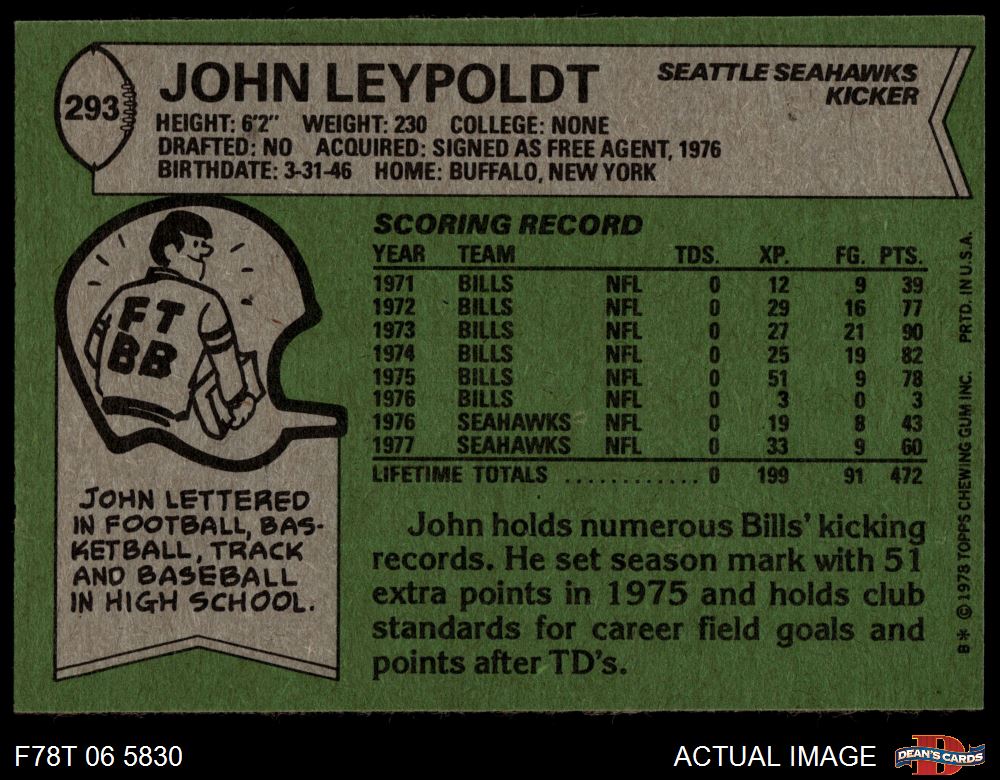 293
JOHN LEYPOLDT
SEATTLE SEAHAWKS
KICKER
HEIGHT: 6'2" WEIGHT: 230 COLLEGE: NONE
DRAFTED: NO ACQUIRED: SIGNED AS FREE AGENT, 1976
BIRTHDATE: 3-31-46 HOME: BUFFALO, NEW YORK
FT
BB
JOHN LETTERED
IN FOOTBALL, BAS-
KETBALL, TRACK
AND BASEBALL
IN HIGH SCHOOL.
SCORING RECORD
YEAR TEAM TDS. XP. FG. PTS.
1971 BILLS NFL 0 12 9 39
1972 BILLS NFL 0 29 16 77
1973 BILLS NFL 0 27 21 90
1974 BILLS NFL 0 25 19 82
1975 BILLS NFL 0 51 9 78
1976 BILLS NFL 0 3 0 3
1976 SEAHAWKS NFL 0 19 8 43
1977 SEAHAWKS NFL 0 33 9 60
LIFETIME TOTALS ............ 0 199 91 472
John holds numerous Bills' kicking
records. He set season mark with 51
extra points in 1975 and holds club
standards for career field goals and
points after TD's.
B* © 1978 TOPPS CHEWING GUM INC. PRTD. IN U.S.A.
F78T 06 5830
ACTUAL IMAGE
D
DEAN'S CARDS